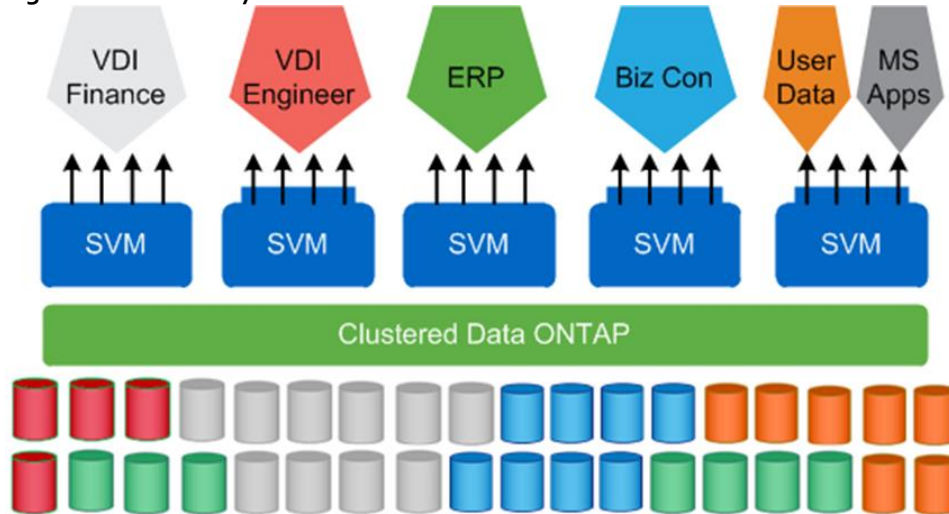 VDI
Finance
VDI
Engineer
ERP
Biz Con
User
Data
MS
Apps
SVM
SVM
SVM
SVM
SVM
Clustered Data ONTAP